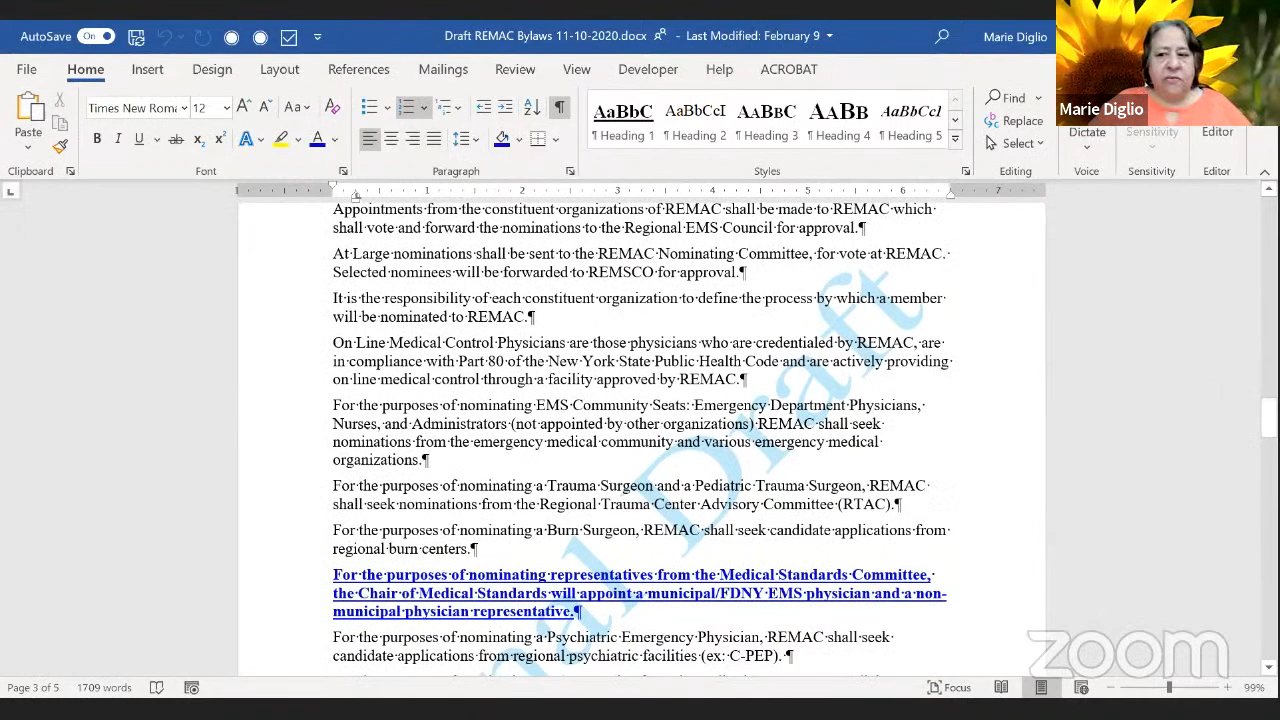 AutoSave On Draft REMAC Bylaws 11-10-2020.docx - Last Modified: February 9 Marie Diglio
File Home Insert Design Layout References Mailings Review View Developer Help ACROBAT
Marie Diglio
Times New Roma 12 Aa AaBbC AaBbCcI AaBbC AaBb AaBbCcI Find
Paste B I U ab x2 x2 A A ¶ Heading 1 ¶ Heading 2 ¶ Heading 3 ¶ Heading 4 ¶ Heading 5 Replace Dictate Sensitivity Editor
Select
Clipboard Font Paragraph Styles Editing Voice Sensitivity Editor
1 1 2 3 4 5 6 7
Appointments from the constituent organizations of REMAC shall be made to REMAC which
shall vote and forward the nominations to the Regional EMS Council for approval.¶
At Large nominations shall be sent to the REMAC Nominating Committee, for vote at REMAC.
Selected nominees will be forwarded to REMSCO for approval.¶
It is the responsibility of each constituent organization to define the process by which a member
will be nominated to REMAC.¶
On Line Medical Control Physicians are those physicians who are credentialed by REMAC, are
in compliance with Part 80 of the New York State Public Health Code and are actively providing
on line medical control through a facility approved by REMAC.¶
For the purposes of nominating EMS Community Seats: Emergency Department Physicians,
Nurses, and Administrators (not appointed by other organizations) REMAC shall seek
nominations from the emergency medical community and various emergency medical
organizations.¶
For the purposes of nominating a Trauma Surgeon and a Pediatric Trauma Surgeon, REMAC
shall seek nominations from the Regional Trauma Center Advisory Committee (RTAC).¶
For the purposes of nominating a Burn Surgeon, REMAC shall seek candidate applications from
regional burn centers.¶
For the purposes of nominating representatives from the Medical Standards Committee,
the Chair of Medical Standards will appoint a municipal/FDNY EMS physician and a non-
municipal physician representative.¶
For the purposes of nominating a Psychiatric Emergency Physician, REMAC shall seek
candidate applications from regional psychiatric facilities (ex: C-PEP). ¶
nal Draft
zoom
Page 3 of 5 1709 words Focus 99%